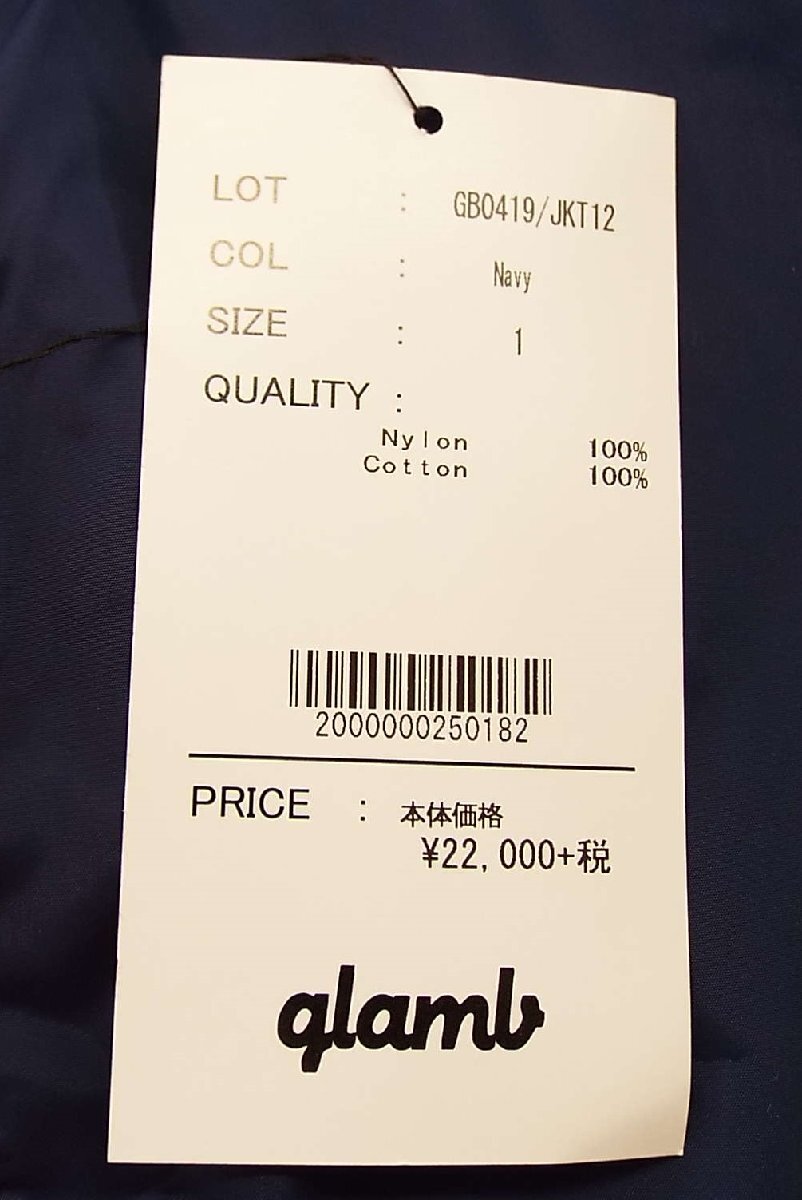 LOT : GB0419/JKT12
COL : Navy
SIZE : 1
QUALITY :
Nylon 100%
Cotton 100%
2000000250182
PRICE : 本体価格
¥22,000+税
glamb